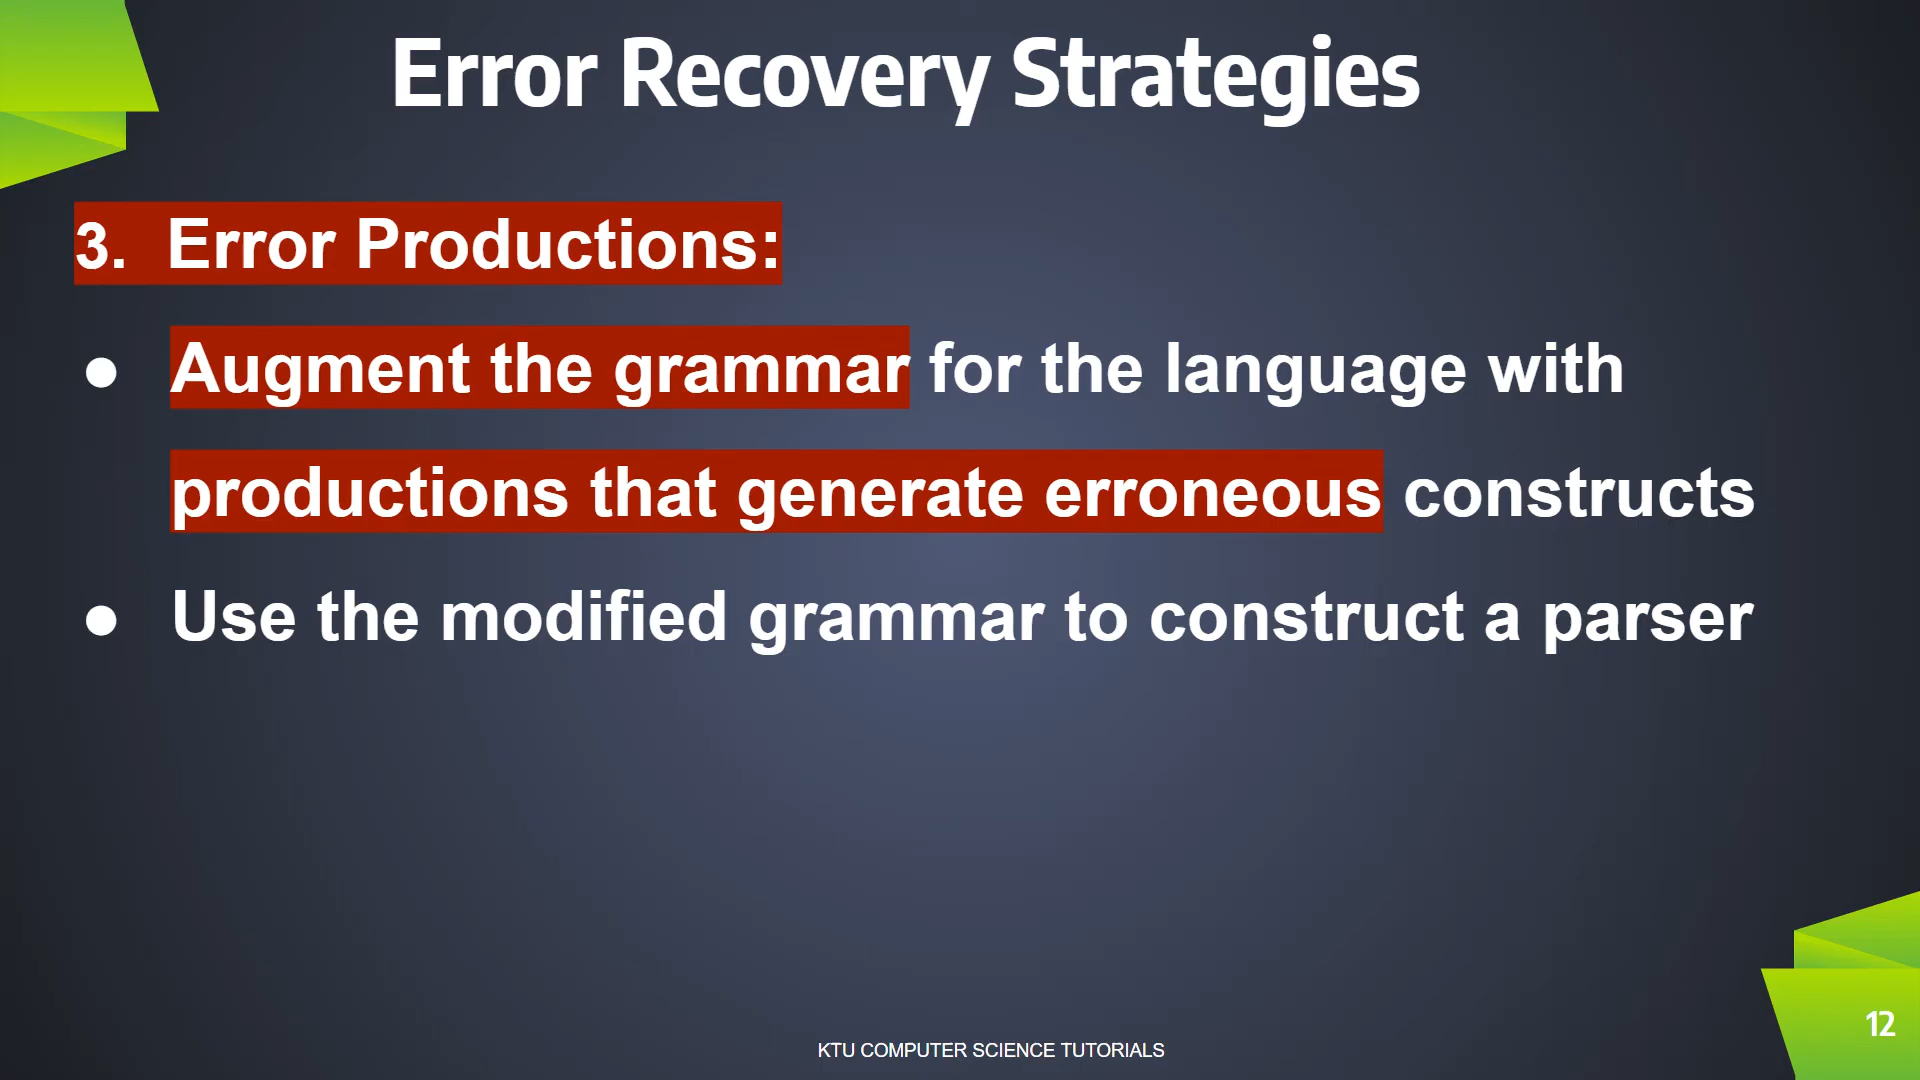 Error Recovery Strategies
3. Error Productions:
● Augment the grammar for the language with
productions that generate erroneous constructs
● Use the modified grammar to construct a parser
KTU COMPUTER SCIENCE TUTORIALS
12